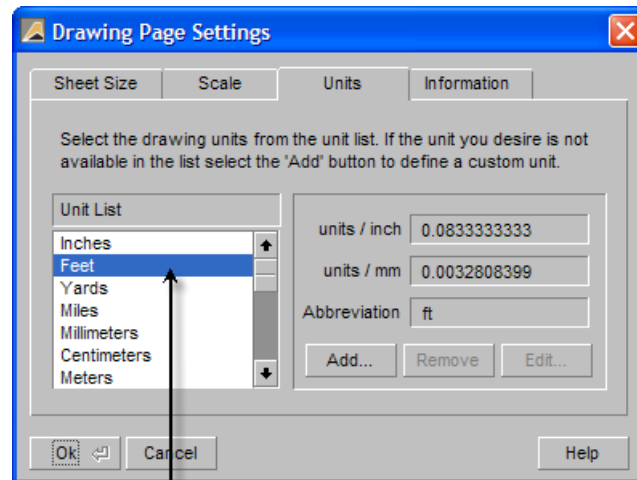 Drawing Page Settings
Sheet Size Scale Units Information
Select the drawing units from the unit list. If the unit you desire is not
available in the list select the 'Add' button to define a custom unit.
Unit List
Inches
Feet
Yards
Miles
Millimeters
Centimeters
Meters
units / inch 0.0833333333
units / mm 0.0032808399
Abbreviation ft
Add... Remove Edit...
Ok Cancel Help